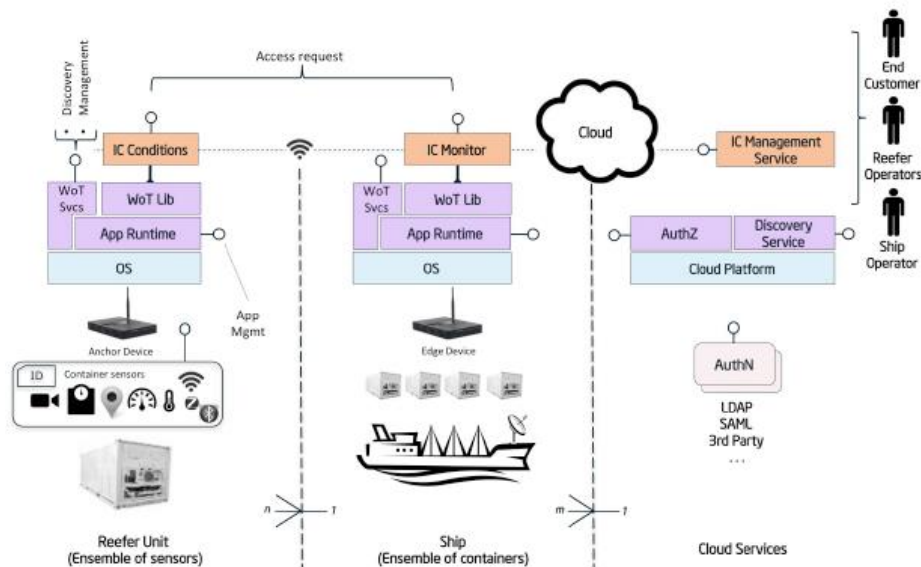 Access request
• Discovery
• Management
IC Conditions
WoT
Svcs
WoT Lib
App Runtime
OS
App
Mgmt
Anchor Device
ID
Container sensors
Reefer Unit
(Ensemble of sensors)
n
1
IC Monitor
WoT
Svcs
WoT Lib
App Runtime
OS
Edge Device
Ship
(Ensemble of containers)
m
1
Cloud
IC Management
Service
AuthZ
Discovery
Service
Cloud Platform
AuthN
LDAP
SAML
3rd Party
...
Cloud Services
End
Customer
Reefer
Operators
Ship
Operator